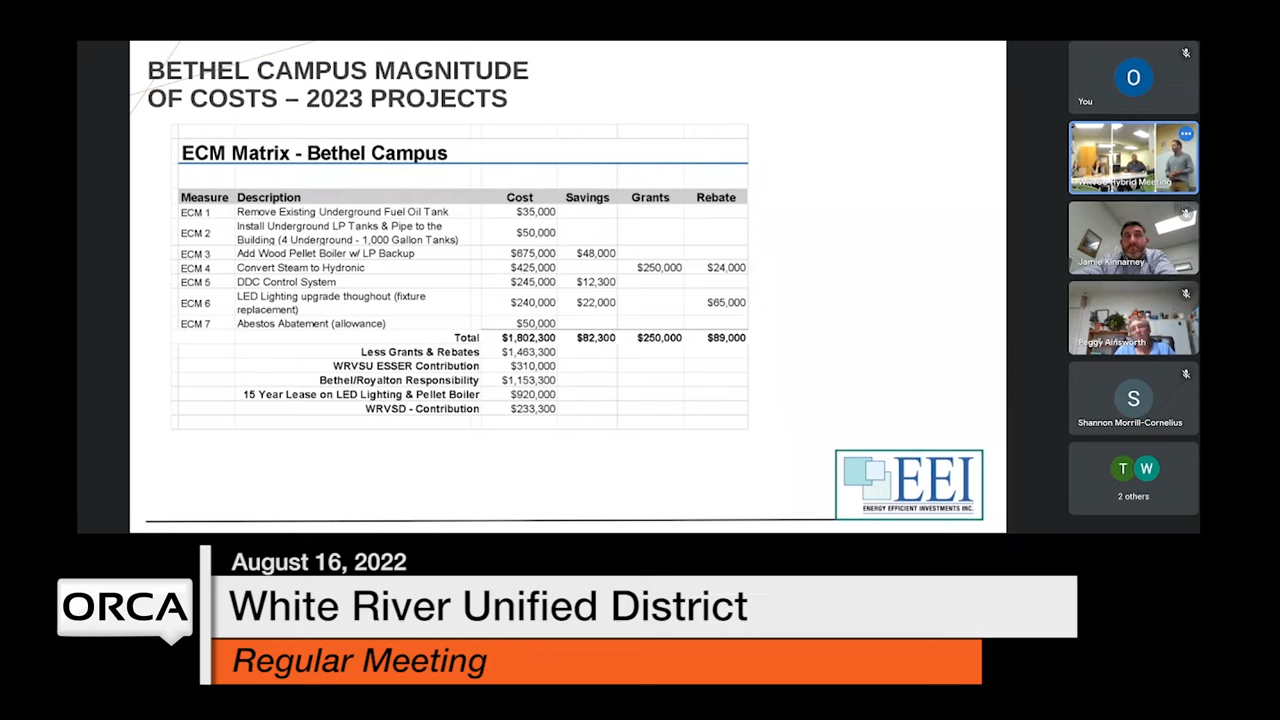 BETHEL CAMPUS MAGNITUDE
OF COSTS – 2023 PROJECTS
ECM Matrix - Bethel Campus
Measure Description Cost Savings Grants Rebate
ECM 1 Remove Existing Underground Fuel Oil Tank $35,000
ECM 2 Install Underground LP Tanks & Pipe to the
Building (4 Underground - 1,000 Gallon Tanks) $50,000
ECM 3 Add Wood Pellet Boiler w/ LP Backup $675,000 $48,000
ECM 4 Convert Steam to Hydronic $425,000 $250,000 $24,000
ECM 5 DDC Control System $245,000 $12,300
ECM 6 LED Lighting upgrade thoughout (fixture
replacement) $240,000 $22,000 $65,000
ECM 7 Abestos Abatement (allowance) $50,000
Total $1,802,300 $82,300 $250,000 $89,000
Less Grants & Rebates $1,463,300
WRVSU ESSER Contribution $310,000
Bethel/Royalton Responsibility $1,153,300
15 Year Lease on LED Lighting & Pellet Boiler $920,000
WRVSD - Contribution $233,300
EEI
ENERGY EFFICIENT INVESTMENTS INC.
O
You
Hybrid Meeting
Jamie Kinnarney
Peggy Ainsworth
S
Shannon Morrill-Cornelius
T W
2 others
August 16, 2022
ORCA
White River Unified District
Regular Meeting